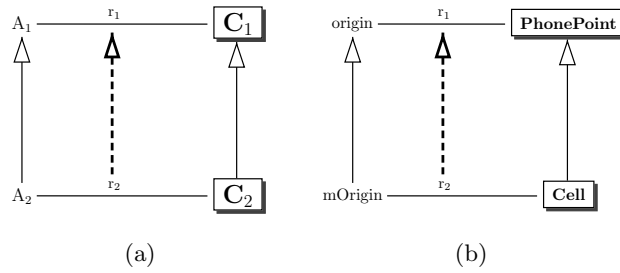 A₁ r₁ C₁ origin r₁ PhonePoint
A₂ r₂ C₂ mOrigin r₂ Cell
(a) (b)